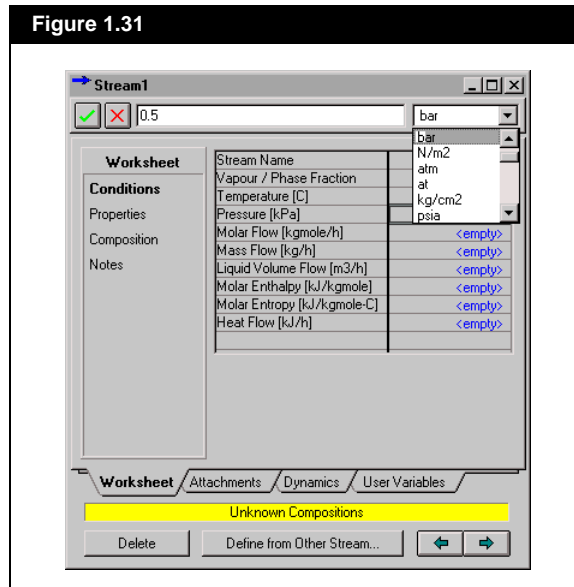 Figure 1.31
Stream1
0.5 bar
bar
N/m2
atm
at
kg/cm2
psia
Worksheet
Conditions
Properties
Composition
Notes
Stream Name
Vapour / Phase Fraction
Temperature [C]
Pressure [kPa]
Molar Flow [kgmole/h] <empty>
Mass Flow [kg/h] <empty>
Liquid Volume Flow [m3/h] <empty>
Molar Enthalpy [kJ/kgmole] <empty>
Molar Entropy [kJ/kgmole-C] <empty>
Heat Flow [kJ/h] <empty>
Worksheet Attachments Dynamics User Variables
Unknown Compositions
Delete Define from Other Stream...